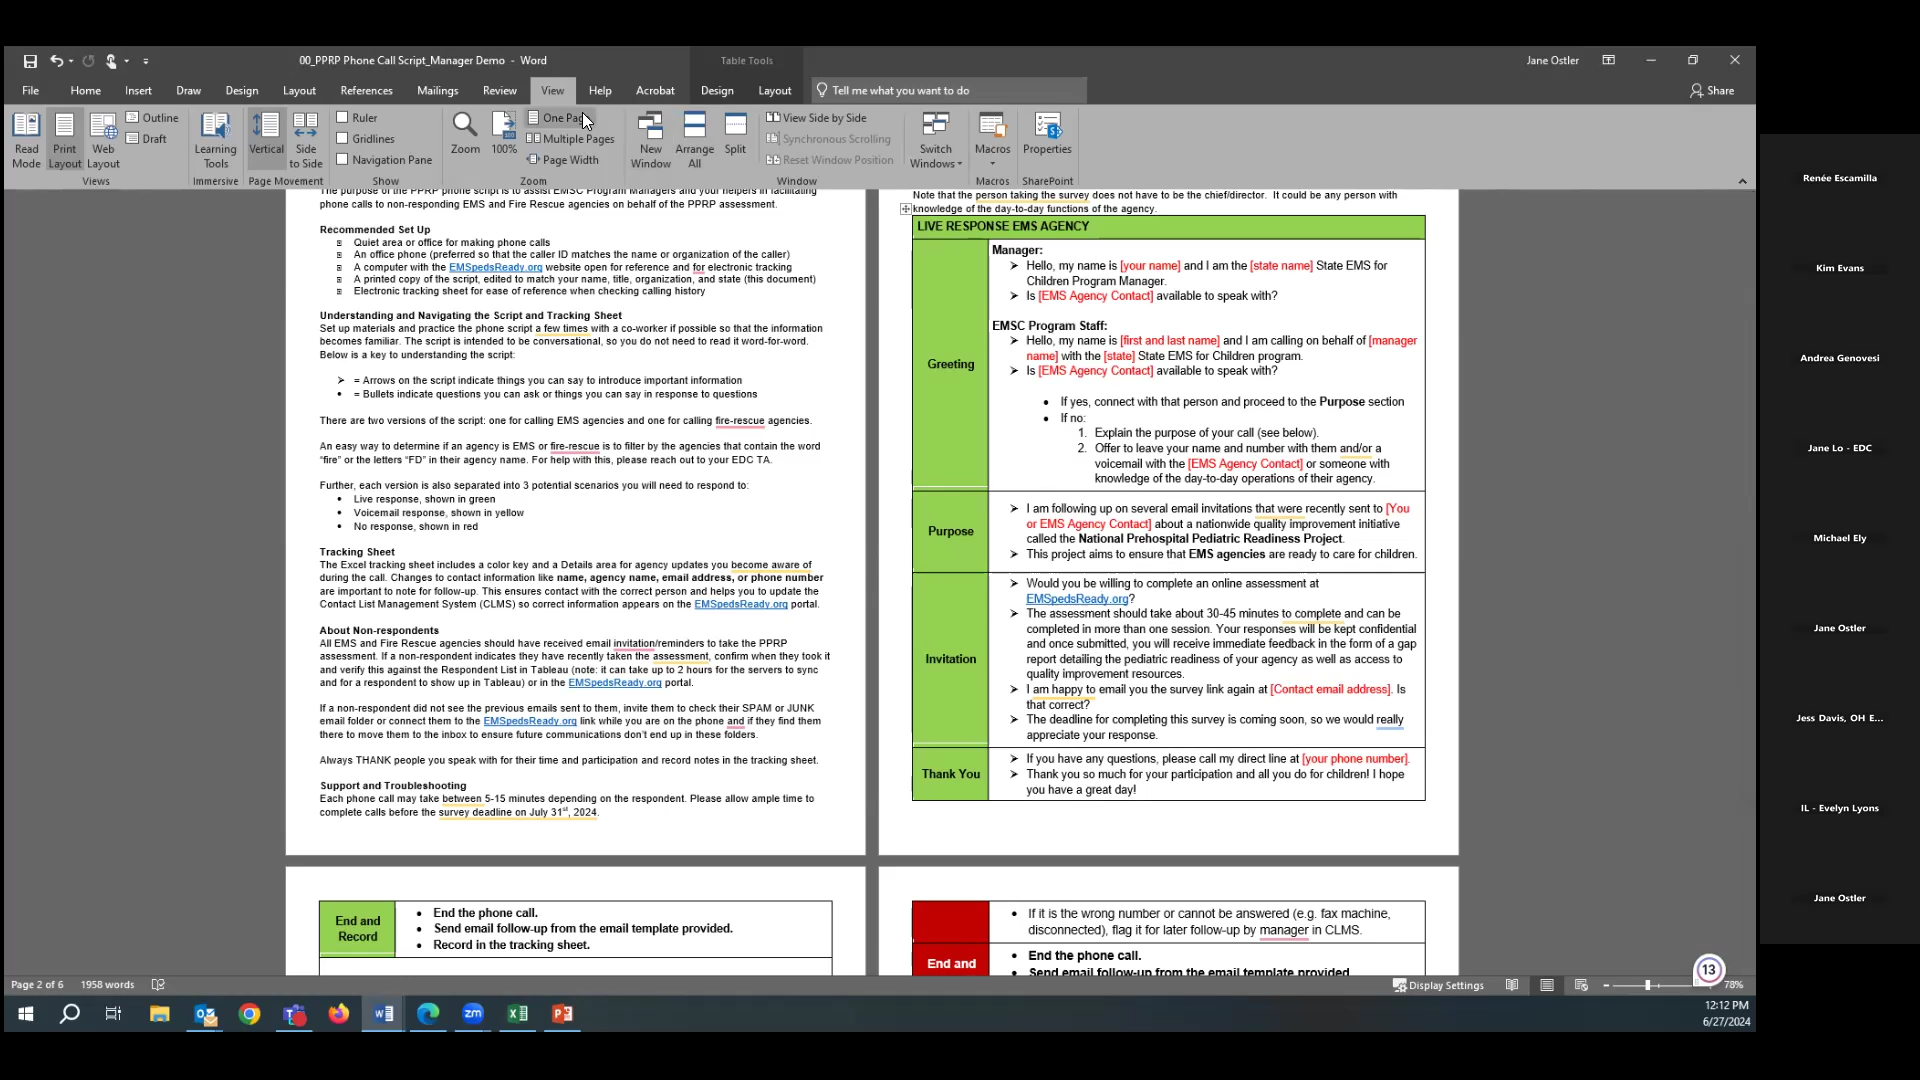 00_PPRP Phone Call Script_Manager Demo - Word
Table Tools
Jane Ostler
File Home Insert Draw Design Layout References Mailings Review View Help Acrobat Design Layout Tell me what you want to do Share
Read Mode
Print Layout
Web Layout
Outline
Draft
Views
Learning Tools
Immersive
Vertical
Side to Side
Page Movement
Ruler
Gridlines
Navigation Pane
Show
Zoom
100%
One Pa
Multiple Pages
Page Width
Zoom
New Window
Arrange All
Split
View Side by Side
Synchronous Scrolling
Reset Window Position
Window
Switch Windows
Macros
Macros
Properties
SharePoint
The purpose of the PPRP phone script is to assist EMSC Program Managers and your helpers in facilitating
phone calls to non-responding EMS and Fire Rescue agencies on behalf of the PPRP assessment.
Recommended Set Up
Quiet area or office for making phone calls
An office phone (preferred so that the caller ID matches the name or organization of the caller)
A computer with the EMSpedsReady.org website open for reference and for electronic tracking
A printed copy of the script, edited to match your name, title, organization, and state (this document)
Electronic tracking sheet for ease of reference when checking calling history
Understanding and Navigating the Script and Tracking Sheet
Set up materials and practice the phone script a few times with a co-worker if possible so that the information
becomes familiar. The script is intended to be conversational, so you do not need to read it word-for-word.
Below is a key to understanding the script:
➤ = Arrows on the script indicate things you can say to introduce important information
• = Bullets indicate questions you can ask or things you can say in response to questions
There are two versions of the script: one for calling EMS agencies and one for calling fire-rescue agencies.
An easy way to determine if an agency is EMS or fire-rescue is to filter by the agencies that contain the word
“fire” or the letters “FD” in their agency name. For help with this, please reach out to your EDC TA.
Further, each version is also separated into 3 potential scenarios you will need to respond to:
• Live response, shown in green
• Voicemail response, shown in yellow
• No response, shown in red
Tracking Sheet
The Excel tracking sheet includes a color key and a Details area for agency updates you become aware of
during the call. Changes to contact information like name, agency name, email address, or phone number
are important to note for follow-up. This ensures contact with the correct person and helps you to update the
Contact List Management System (CLMS) so correct information appears on the EMSpedsReady.org portal.
About Non-respondents
All EMS and Fire Rescue agencies should have received email invitation/reminders to take the PPRP
assessment. If a non-respondent indicates they have recently taken the assessment, confirm when they took it
and verify this against the Respondent List in Tableau (note: it can take up to 2 hours for the servers to sync
and for a respondent to show up in Tableau) or in the EMSpedsReady.org portal.
If a non-respondent did not see the previous emails sent to them, invite them to check their SPAM or JUNK
email folder or connect them to the EMSpedsReady.org link while you are on the phone and if they find them
there to move them to the inbox to ensure future communications don’t end up in these folders.
Always THANK people you speak with for their time and participation and record notes in the tracking sheet.
Support and Troubleshooting
Each phone call may take between 5-15 minutes depending on the respondent. Please allow ample time to
complete calls before the survey deadline on July 31st, 2024.
Note that the person taking the survey does not have to be the chief/director. It could be any person with
knowledge of the day-to-day functions of the agency.
LIVE RESPONSE EMS AGENCY
Greeting
Manager:
➤ Hello, my name is [your name] and I am the [state name] State EMS for
Children Program Manager.
➤ Is [EMS Agency Contact] available to speak with?
EMSC Program Staff:
➤ Hello, my name is [first and last name] and I am calling on behalf of [manager
name] with the [state] State EMS for Children program.
➤ Is [EMS Agency Contact] available to speak with?
• If yes, connect with that person and proceed to the Purpose section
• If no:
1. Explain the purpose of your call (see below).
2. Offer to leave your name and number with them and/or a
voicemail with the [EMS Agency Contact] or someone with
knowledge of the day-to-day operations of their agency.
Purpose
➤ I am following up on several email invitations that were recently sent to [You
or EMS Agency Contact] about a nationwide quality improvement initiative
called the National Prehospital Pediatric Readiness Project.
➤ This project aims to ensure that EMS agencies are ready to care for children.
Invitation
➤ Would you be willing to complete an online assessment at
EMSpedsReady.org?
➤ The assessment should take about 30-45 minutes to complete and can be
completed in more than one session. Your responses will be kept confidential
and once submitted, you will receive immediate feedback in the form of a gap
report detailing the pediatric readiness of your agency as well as access to
quality improvement resources.
➤ I am happy to email you the survey link again at [Contact email address]. Is
that correct?
➤ The deadline for completing this survey is coming soon, so we would really
appreciate your response.
Thank You
➤ If you have any questions, please call my direct line at [your phone number].
➤ Thank you so much for your participation and all you do for children! I hope
you have a great day!
End and Record
• End the phone call.
• Send email follow-up from the email template provided.
• Record in the tracking sheet.
• If it is the wrong number or cannot be answered (e.g. fax machine,
disconnected), flag it for later follow-up by manager in CLMS.
End and
• End the phone call.
• Send email follow-up from the email template provided
Page 2 of 6 1958 words
Display Settings
13
78%
12:12 PM
6/27/2024
Renée Escamilla
Kim Evans
Andrea Genovesi
Jane Lo - EDC
Michael Ely
Jane Ostler
Jess Davis, OH E...
IL - Evelyn Lyons
Jane Ostler